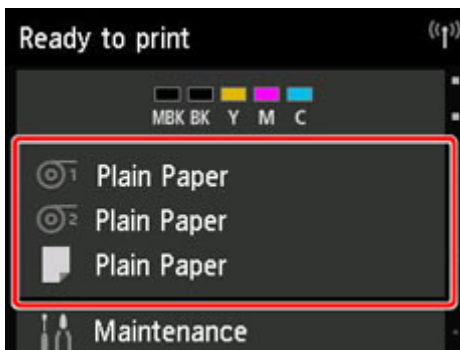 Ready to print
MBK BK Y M C
1 Plain Paper
2 Plain Paper
Plain Paper
Maintenance